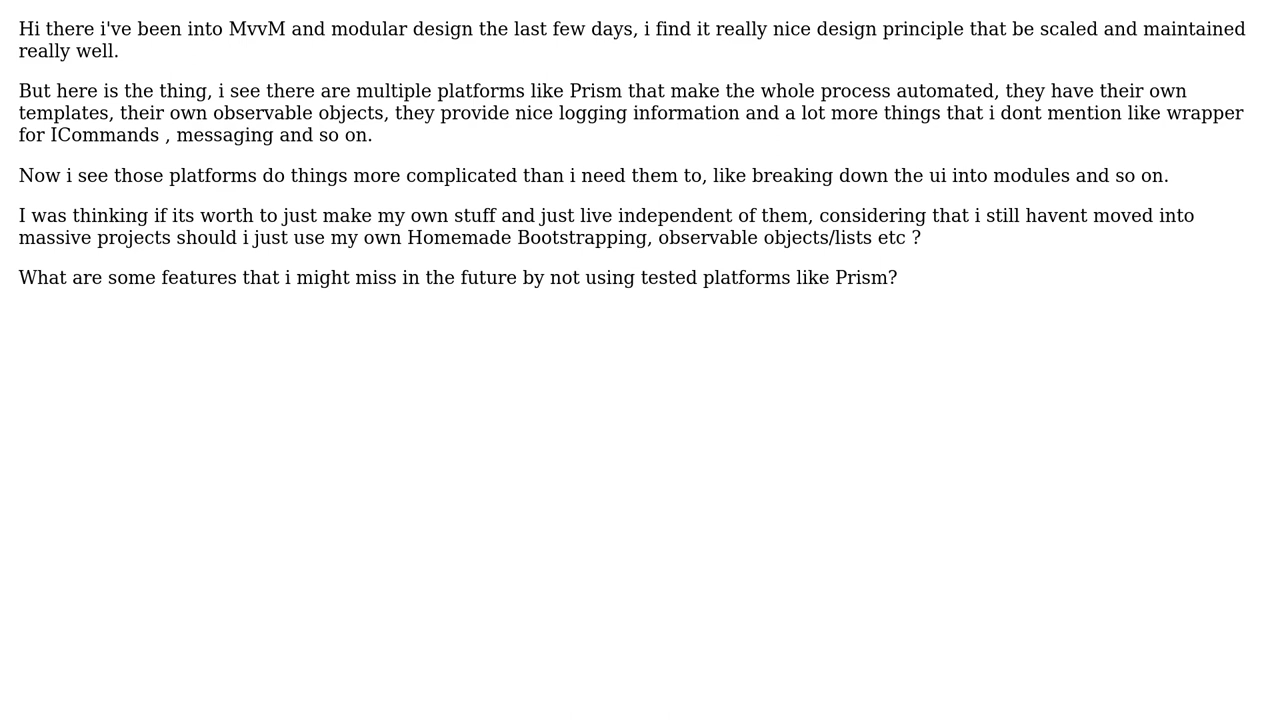 Hi there i've been into MvvM and modular design the last few days, i find it really nice design principle that be scaled and maintained
really well.
But here is the thing, i see there are multiple platforms like Prism that make the whole process automated, they have their own
templates, their own observable objects, they provide nice logging information and a lot more things that i dont mention like wrapper
for ICommands , messaging and so on.
Now i see those platforms do things more complicated than i need them to, like breaking down the ui into modules and so on.
I was thinking if its worth to just make my own stuff and just live independent of them, considering that i still havent moved into
massive projects should i just use my own Homemade Bootstrapping, observable objects/lists etc ?
What are some features that i might miss in the future by not using tested platforms like Prism?